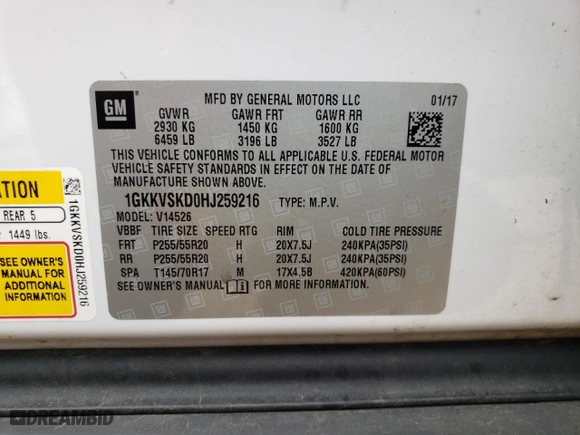 GM
MFD BY GENERAL MOTORS LLC
01/17
GVWR GAWR FRT GAWR RR
2930 KG 1450 KG 1600 KG
6459 LB 3196 LB 3527 LB
THIS VEHICLE CONFORMS TO ALL APPLICABLE U.S. FEDERAL MOTOR
VEHICLE SAFETY STANDARDS IN EFFECT ON THE DATE OF
MANUFACTURE SHOWN ABOVE.
1GKKVSKD0HJ259216 TYPE: M.P.V.
MODEL: V14526
VBBF TIRE SIZE SPEED RTG RIM COLD TIRE PRESSURE
FRT P255/55R20 H 20X7.5J 240KPA(35PSI)
RR P255/55R20 H 20X7.5J 240KPA(35PSI)
SPA T145/70R17 M 17X4.5B 420KPA(60PSI)
SEE OWNER'S MANUAL FOR MORE INFORMATION.
ATION
REAR 5
r 1449 lbs.
SEE OWNER'S
MANUAL FOR
ADDITIONAL
INFORMATION
1GKKVSKD0HJ259216
DREAMBID